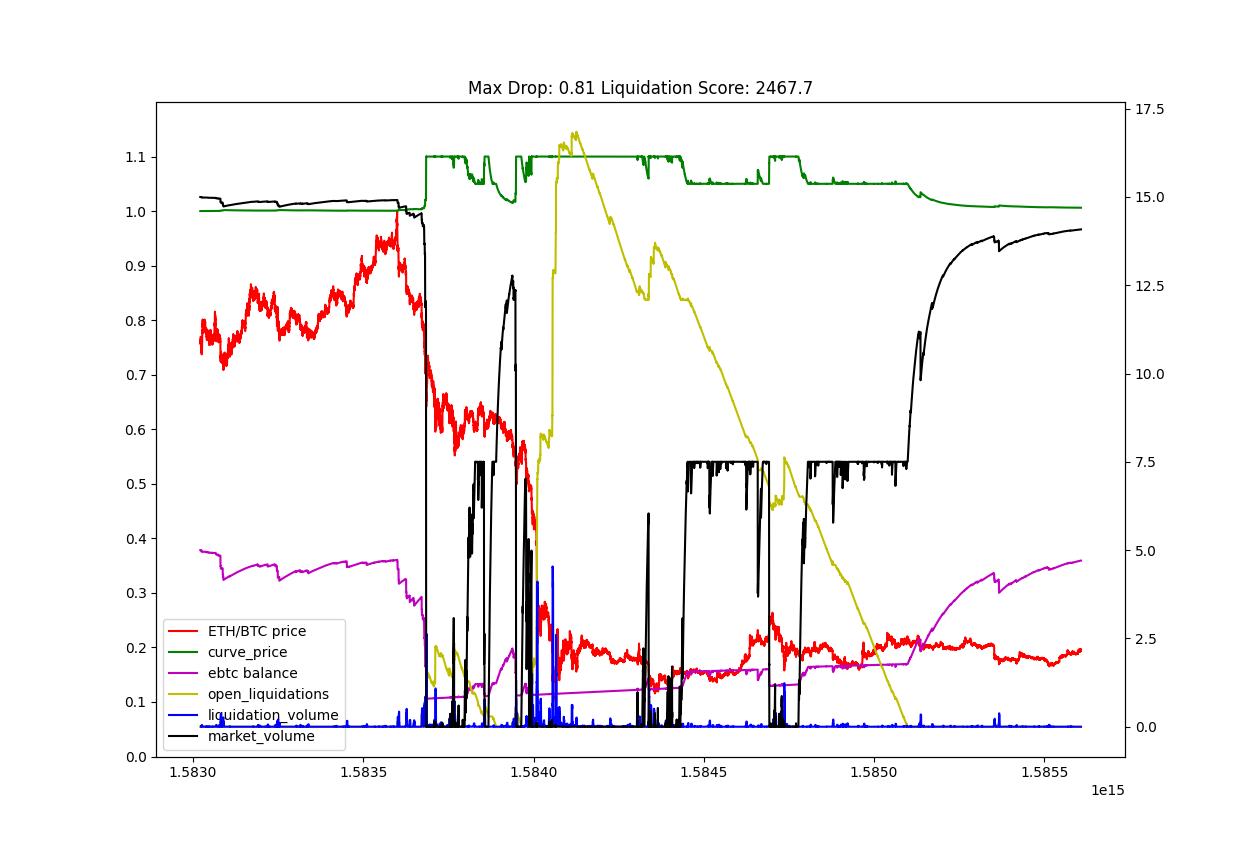 Max Drop: 0.81 Liquidation Score: 2467.7
17.5
15.0
12.5
10.0
7.5
5.0
2.5
0.0
1.1
1.0
0.9
0.8
0.7
0.6
0.5
0.4
0.3
0.2
0.1
0.0
ETH/BTC price
curve_price
ebtc balance
open_liquidations
liquidation_volume
market_volume
1.5830 1.5835 1.5840 1.5845 1.5850 1.5855
1e15